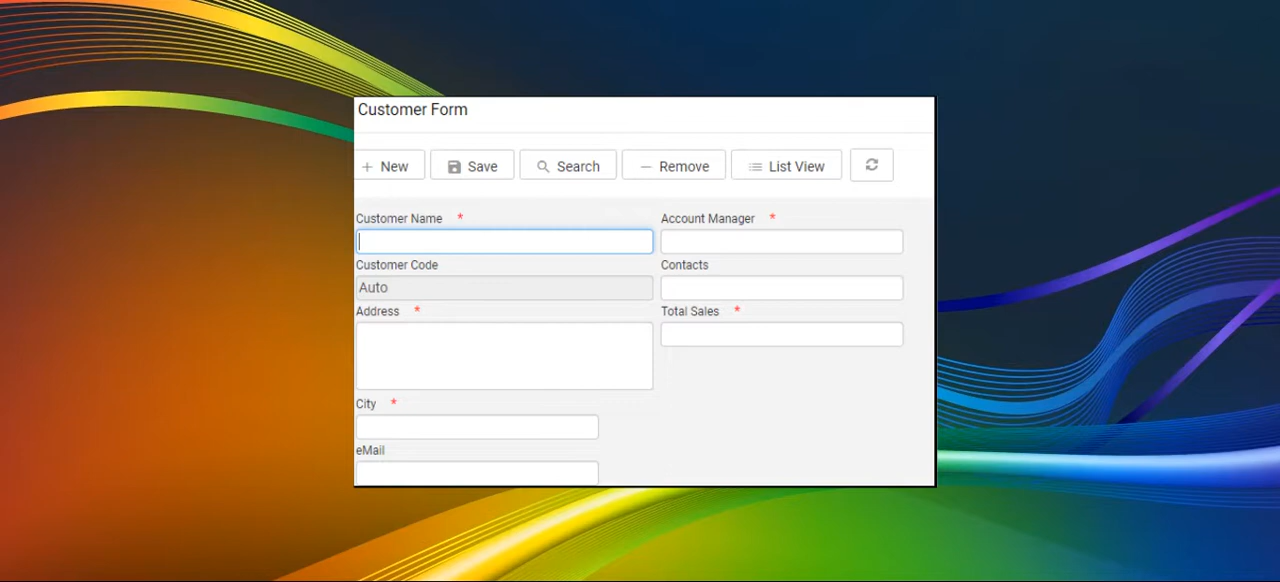 Customer Form
New Save Search Remove List View
Customer Name * Account Manager *
Customer Code Contacts
Auto
Address * Total Sales *
City *
eMail